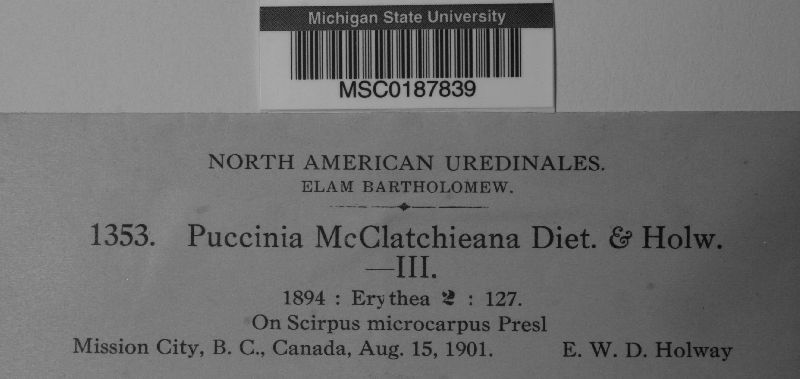 Michigan State University
MSC0187839
NORTH AMERICAN UREDINALES.
ELAM BARTHOLOMEW.
1353. Puccinia McClatchieana Diet. & Holw.
—III.
1894 : Erythea 2 : 127.
On Scirpus microcarpus Presl
Mission City, B. C., Canada, Aug. 15, 1901. E. W. D. Holway